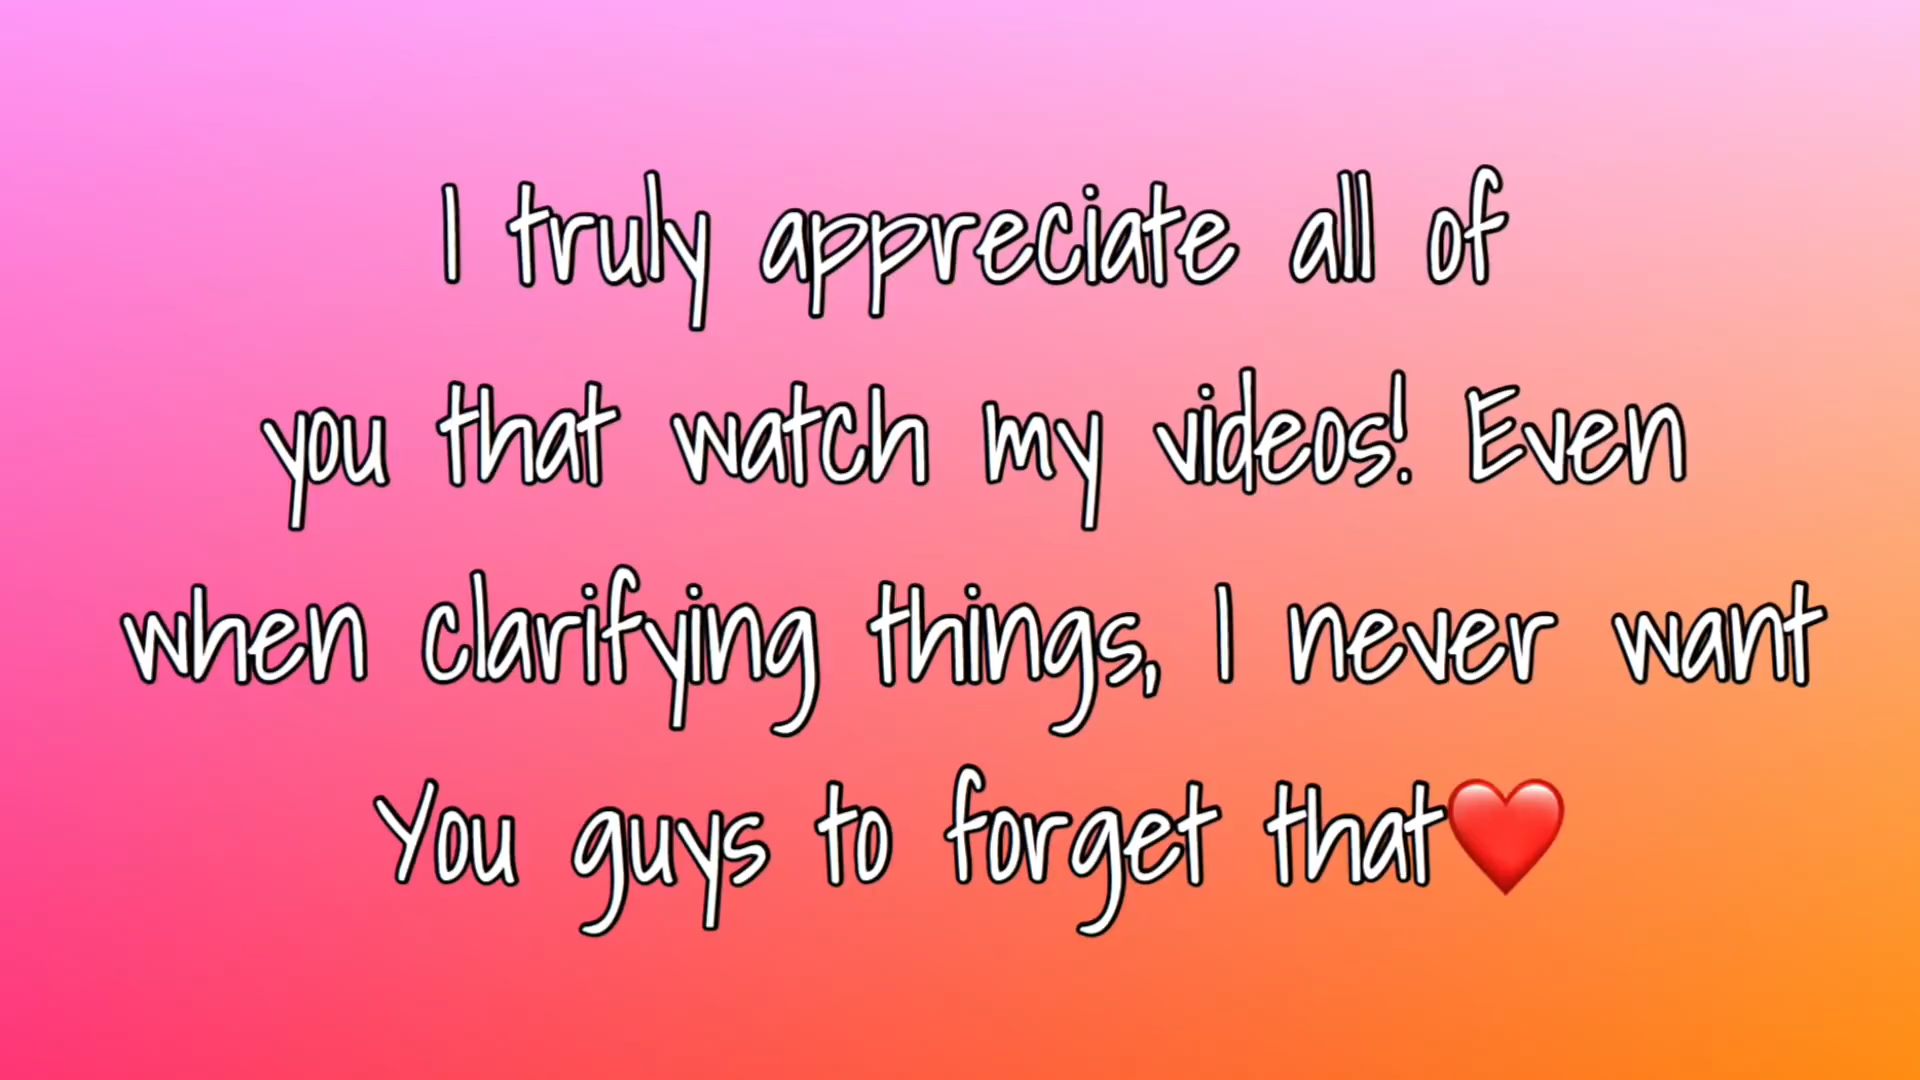 I truly appreciate all of
you that watch my videos! Even
when clarifying things, I never want
You guys to forget that❤️